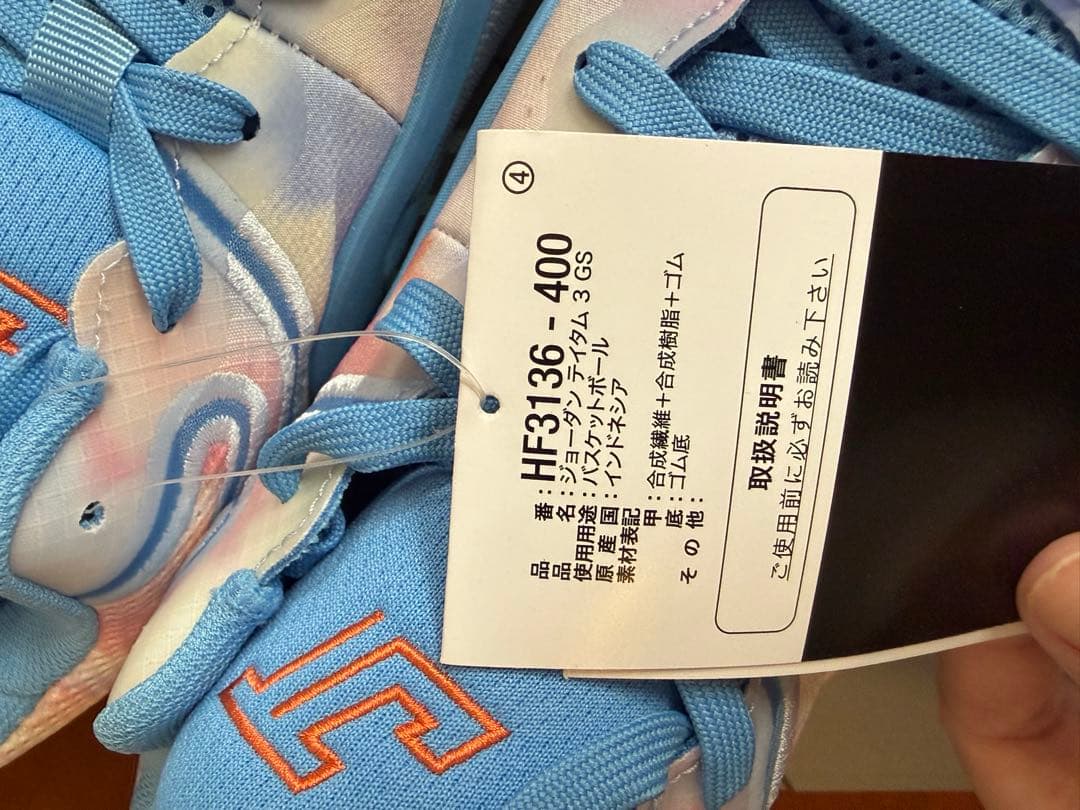 ④
品番：HF3136 - 400
品名：ジョーダン テイタム 3 GS
使用用途：バスケットボール
原産国：インドネシア
素材表記
甲：合成繊維＋合成樹脂＋ゴム
底：ゴム底
その他：
取扱説明書
ご使用前に必ずお読み下さい